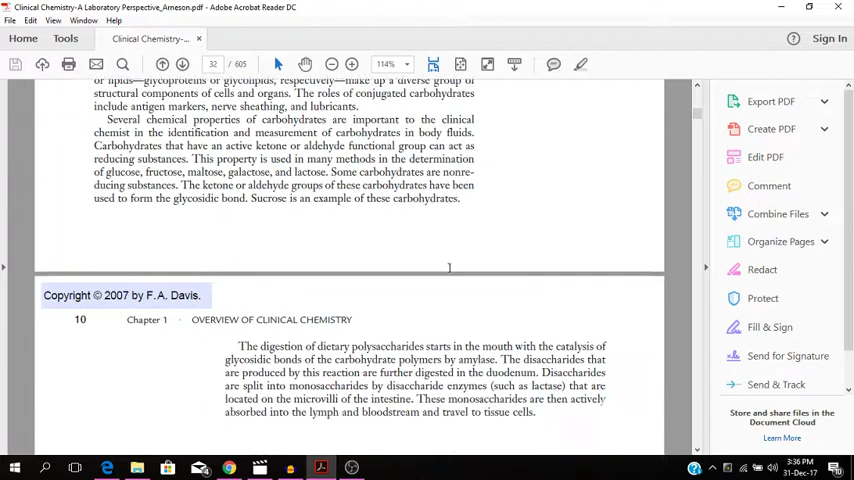 Clinical Chemistry-A Laboratory Perspective_Arneson.pdf - Adobe Acrobat Reader DC
File Edit View Window Help
Home Tools Clinical Chemistry-... × Sign In
32 / 605 114%
or lipids—glycoproteins or glycolipids, respectively—make up a diverse group of
structural components of cells and organs. The roles of conjugated carbohydrates
include antigen markers, nerve sheathing, and lubricants.
Several chemical properties of carbohydrates are important to the clinical
chemist in the identification and measurement of carbohydrates in body fluids.
Carbohydrates that have an active ketone or aldehyde functional group can act as
reducing substances. This property is used in many methods in the determination
of glucose, fructose, maltose, galactose, and lactose. Some carbohydrates are nonre-
ducing substances. The ketone or aldehyde groups of these carbohydrates have been
used to form the glycosidic bond. Sucrose is an example of these carbohydrates.
Copyright © 2007 by F.A. Davis.
10 Chapter 1 · OVERVIEW OF CLINICAL CHEMISTRY
The digestion of dietary polysaccharides starts in the mouth with the catalysis of
glycosidic bonds of the carbohydrate polymers by amylase. The disaccharides that
are produced by this reaction are further digested in the duodenum. Disaccharides
are split into monosaccharides by disaccharide enzymes (such as lactase) that are
located on the microvilli of the intestine. These monosaccharides are then actively
absorbed into the lymph and bloodstream and travel to tissue cells.
Export PDF
Create PDF
Edit PDF
Comment
Combine Files
Organize Pages
Redact
Protect
Fill & Sign
Send for Signature
Send & Track
Store and share files in the
Document Cloud
Learn More
3:36 PM
31-Dec-17